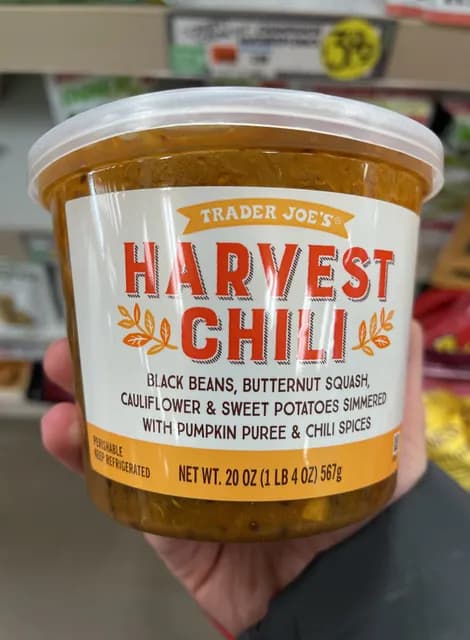 TRADER JOE'S®
HARVEST
CHILI
BLACK BEANS, BUTTERNUT SQUASH,
CAULIFLOWER & SWEET POTATOES SIMMERED
WITH PUMPKIN PUREE & CHILI SPICES
PERISHABLE
KEEP REFRIGERATED
NET WT. 20 OZ (1 LB 4 OZ) 567g